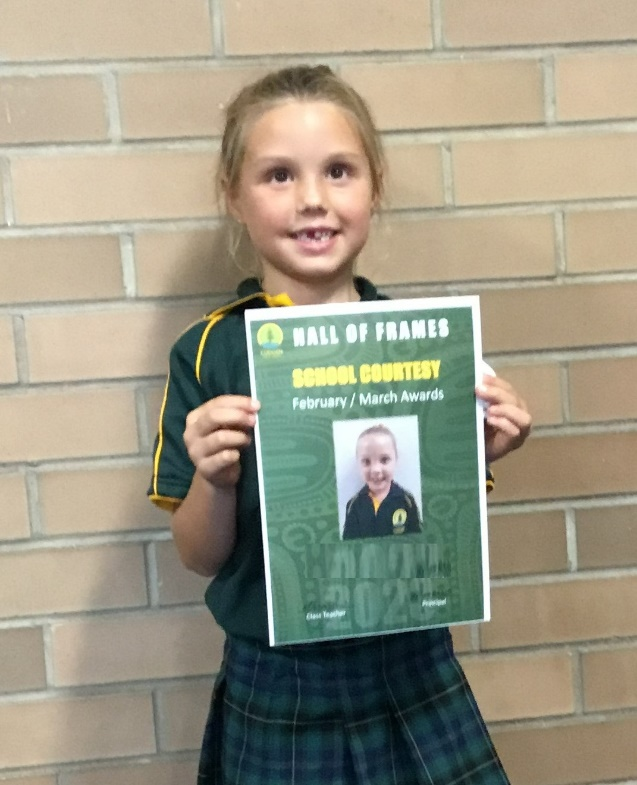 HALL OF FRAMES
SCHOOL COURTESY
February / March Awards
Class Teacher
Principal